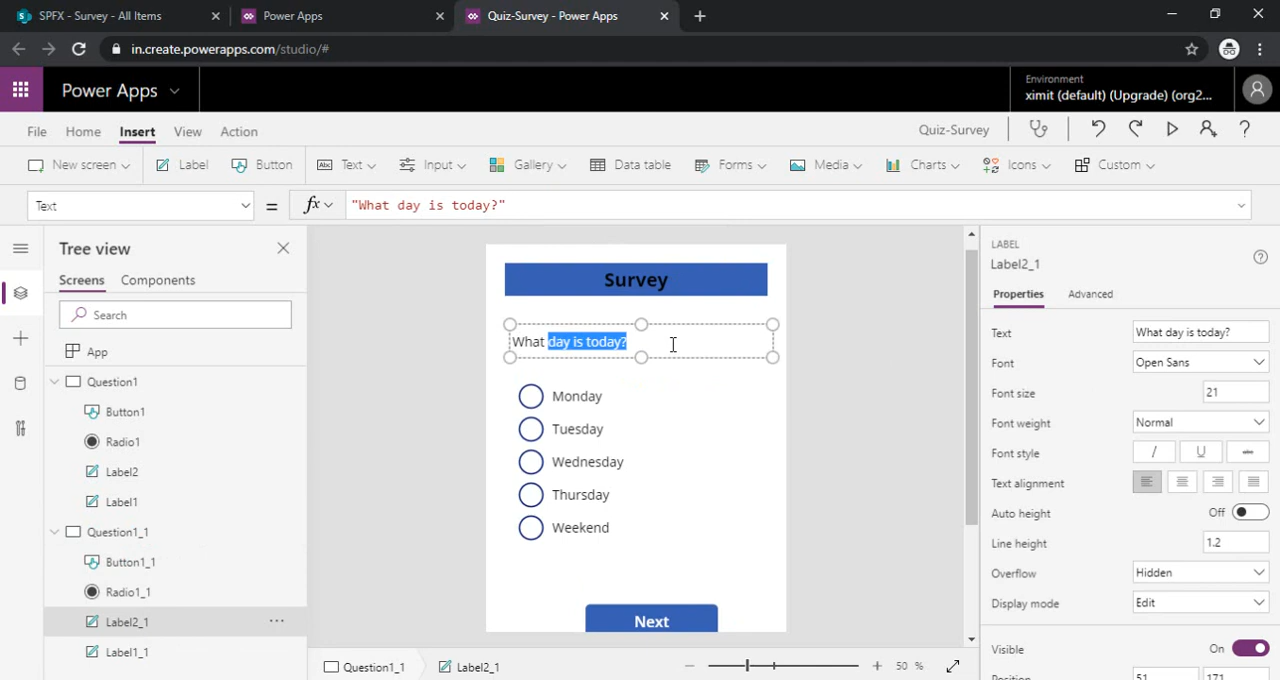 SPFX - Survey - All Items
Power Apps
Quiz-Survey - Power Apps
in.create.powerapps.com/studio/#
Power Apps
Environment
ximit (default) (Upgrade) (org2...
File Home Insert View Action
Quiz-Survey
New screen Label Button Text Input Gallery Data table Forms Media Charts Icons Custom
Text = fx "What day is today?"
Tree view
Screens Components
Search
App
Question1
Button1
Radio1
Label2
Label1
Question1_1
Button1_1
Radio1_1
Label2_1
Label1_1
Survey
What day is today?
Monday
Tuesday
Wednesday
Thursday
Weekend
Next
Question1_1 Label2_1
50 %
LABEL
Label2_1
Properties Advanced
Text What day is today?
Font Open Sans
Font size 21
Font weight Normal
Font style
Text alignment
Auto height Off
Line height 1.2
Overflow Hidden
Display mode Edit
Visible On
Position 51 171